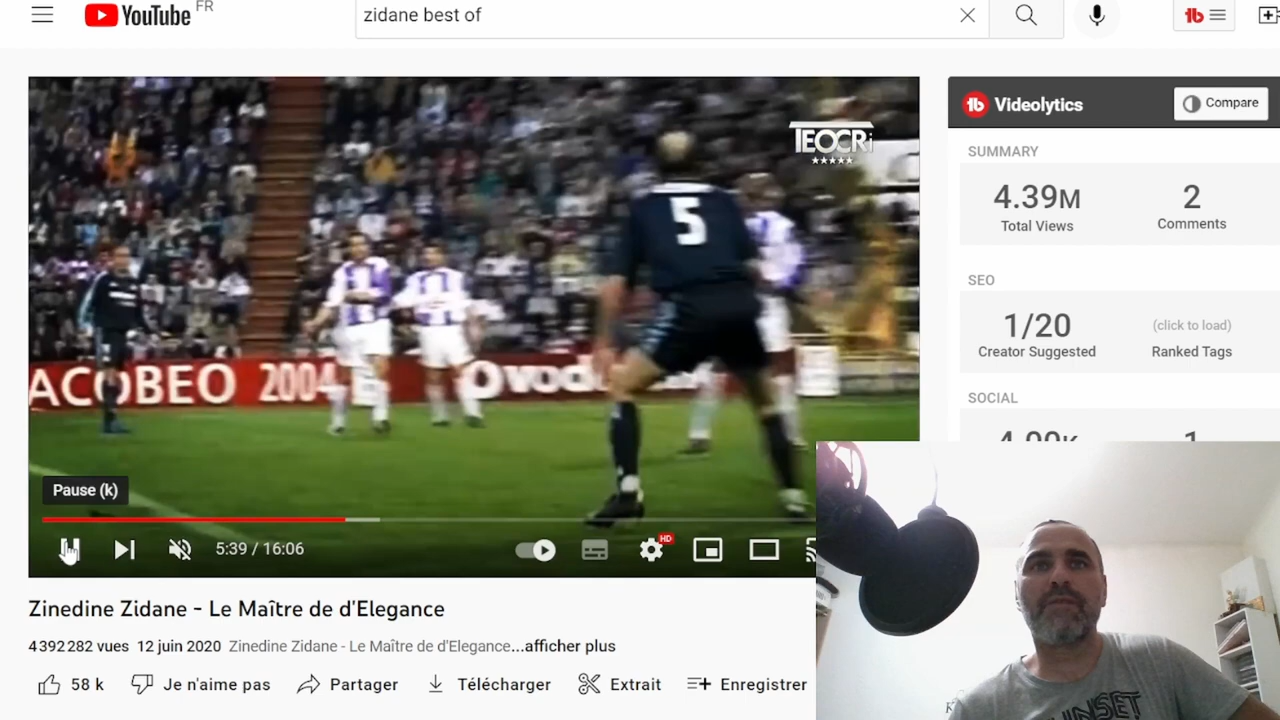 YouTube FR
zidane best of
TEOCRi
5
ACOBEO 2004
Pause (k)
5:39 / 16:06
HD
Zinedine Zidane - Le Maître de d'Elegance
4 392 282 vues 12 juin 2020 Zinedine Zidane - Le Maître de d'Elegance...afficher plus
58 k Je n'aime pas Partager Télécharger Extrait Enregistrer
Videolytics Compare
SUMMARY
4.39M 2
Total Views Comments
SEO
1/20 (click to load)
Creator Suggested Ranked Tags
SOCIAL